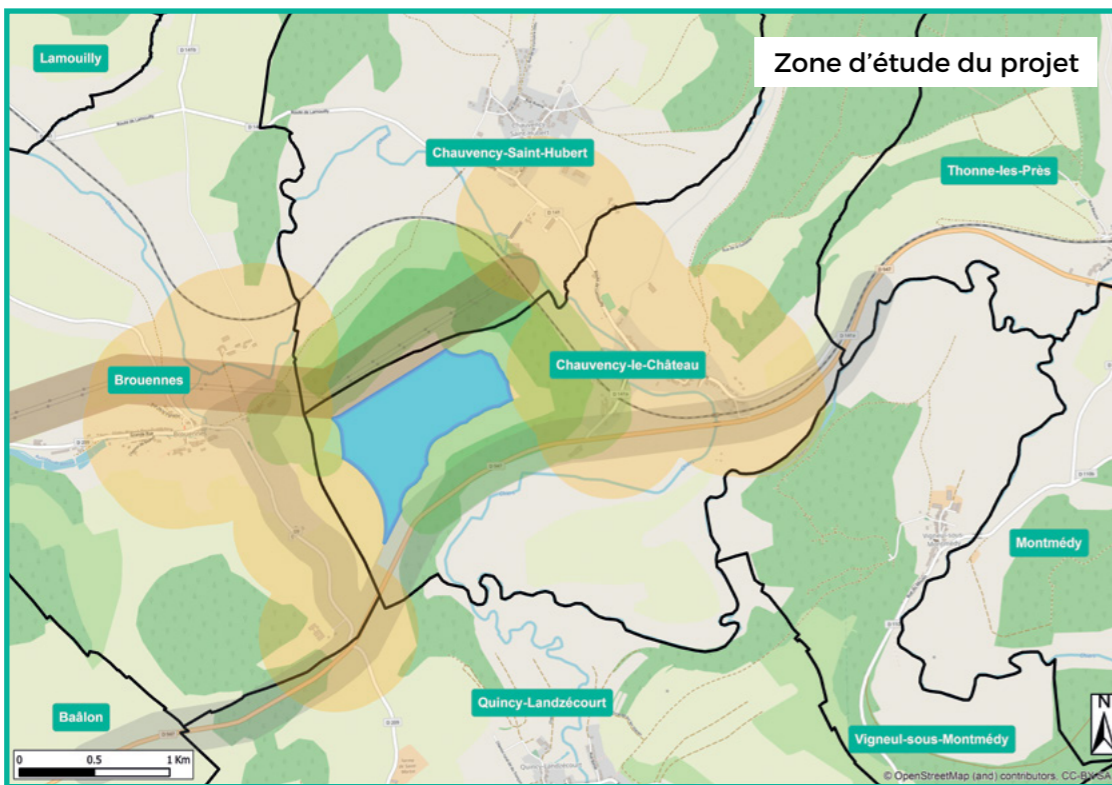 Zone d'étude du projet
Lamouilly
Chauvency-Saint-Hubert
Thonne-les-Près
Chauvency-le-Château
Brouennes
Montmédy
Quincy-Landzécourt
Baâlon
Vigneul-sous-Montmédy
N
0 0.5 1 Km
© OpenStreetMap (and) contributors, CC-BY-SA